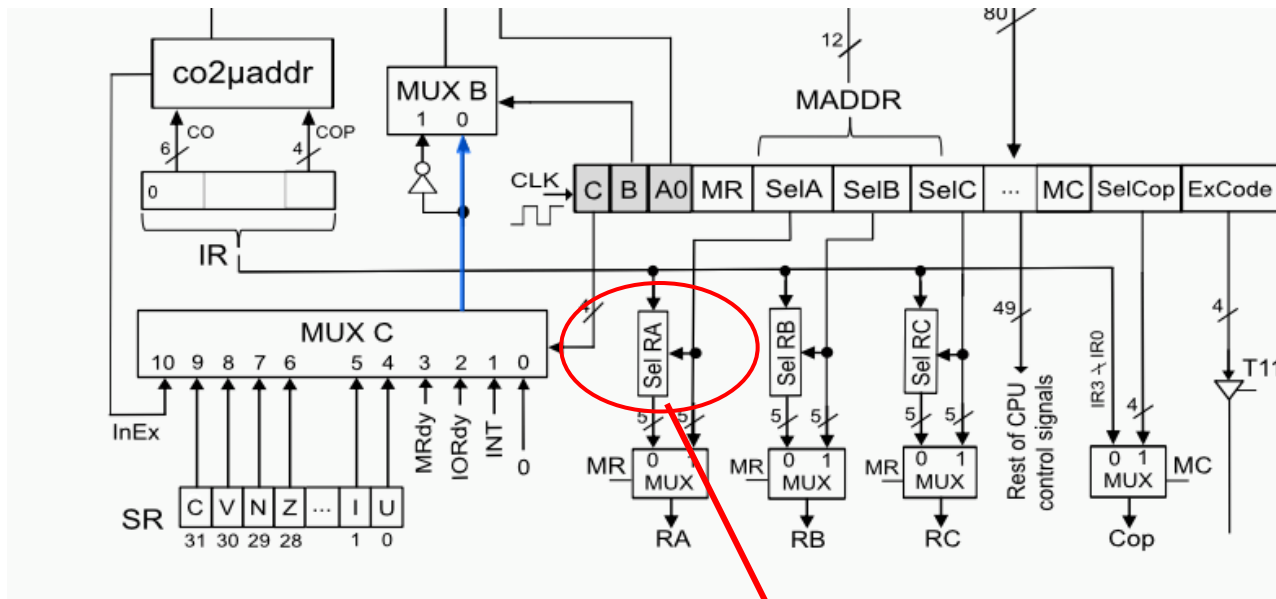 80
12
co2µaddr
MUX B
1 0
MADDR
CO
COP
6
4
CLK
C B A0 MR SelA SelB SelC ... MC SelCop ExCode
0
IR
4
49
4
MUX C
10 9 8 7 6 5 4 3 2 1 0
Sel RA
Sel RB
Sel RC
IR3 IR0
T11
InEx
MRdy
IORdy
INT
0
5 5 5 5 5 5 4
Rest of CPU
control signals
MR 0 1 MUX
MR 0 1 MUX
MR 0 1 MUX
0 1 MUX MC
SR C V N Z ... I U
31 30 29 28 1 0
RA RB RC Cop